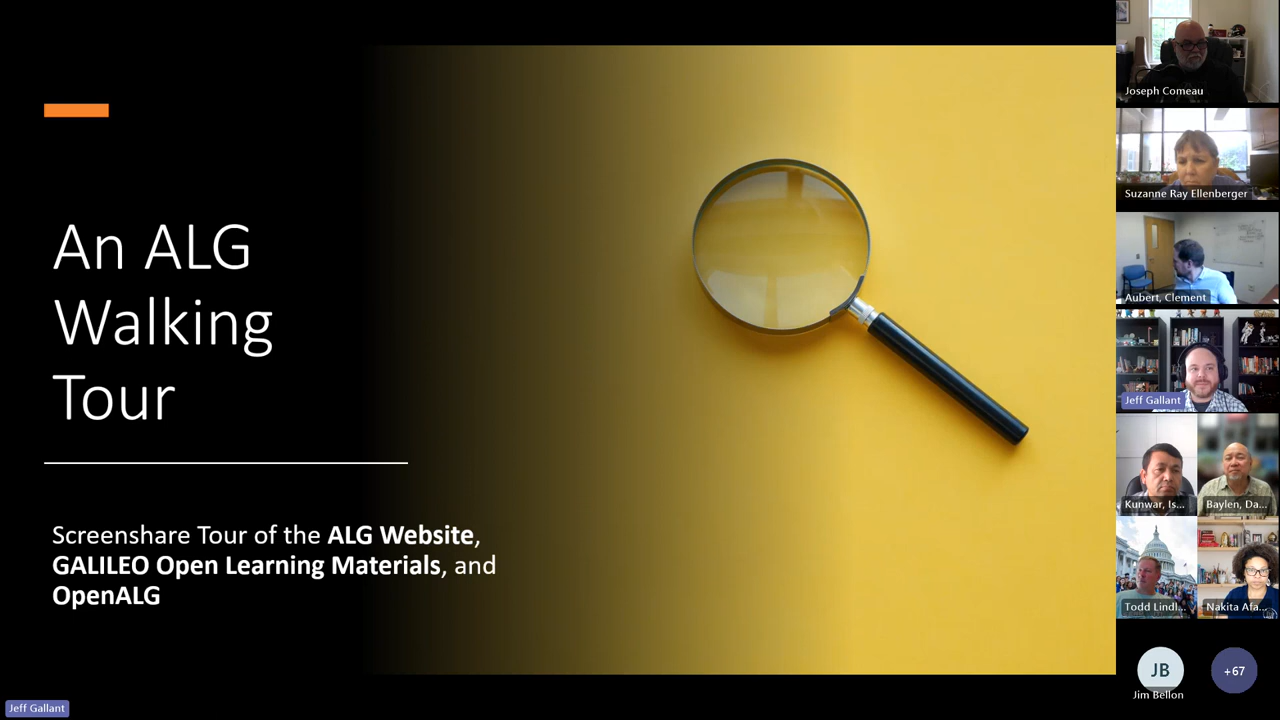 An ALG
Walking
Tour
Screenshare Tour of the ALG Website,
GALILEO Open Learning Materials, and
OpenALG
Jeff Gallant
Joseph Comeau
Suzanne Ray Ellenberger
Aubert, Clement
Jeff Gallant
Kunwar, Is...
Baylen, Da...
Todd Lindl...
Nakita Afa...
JB
Jim Bellon
+67